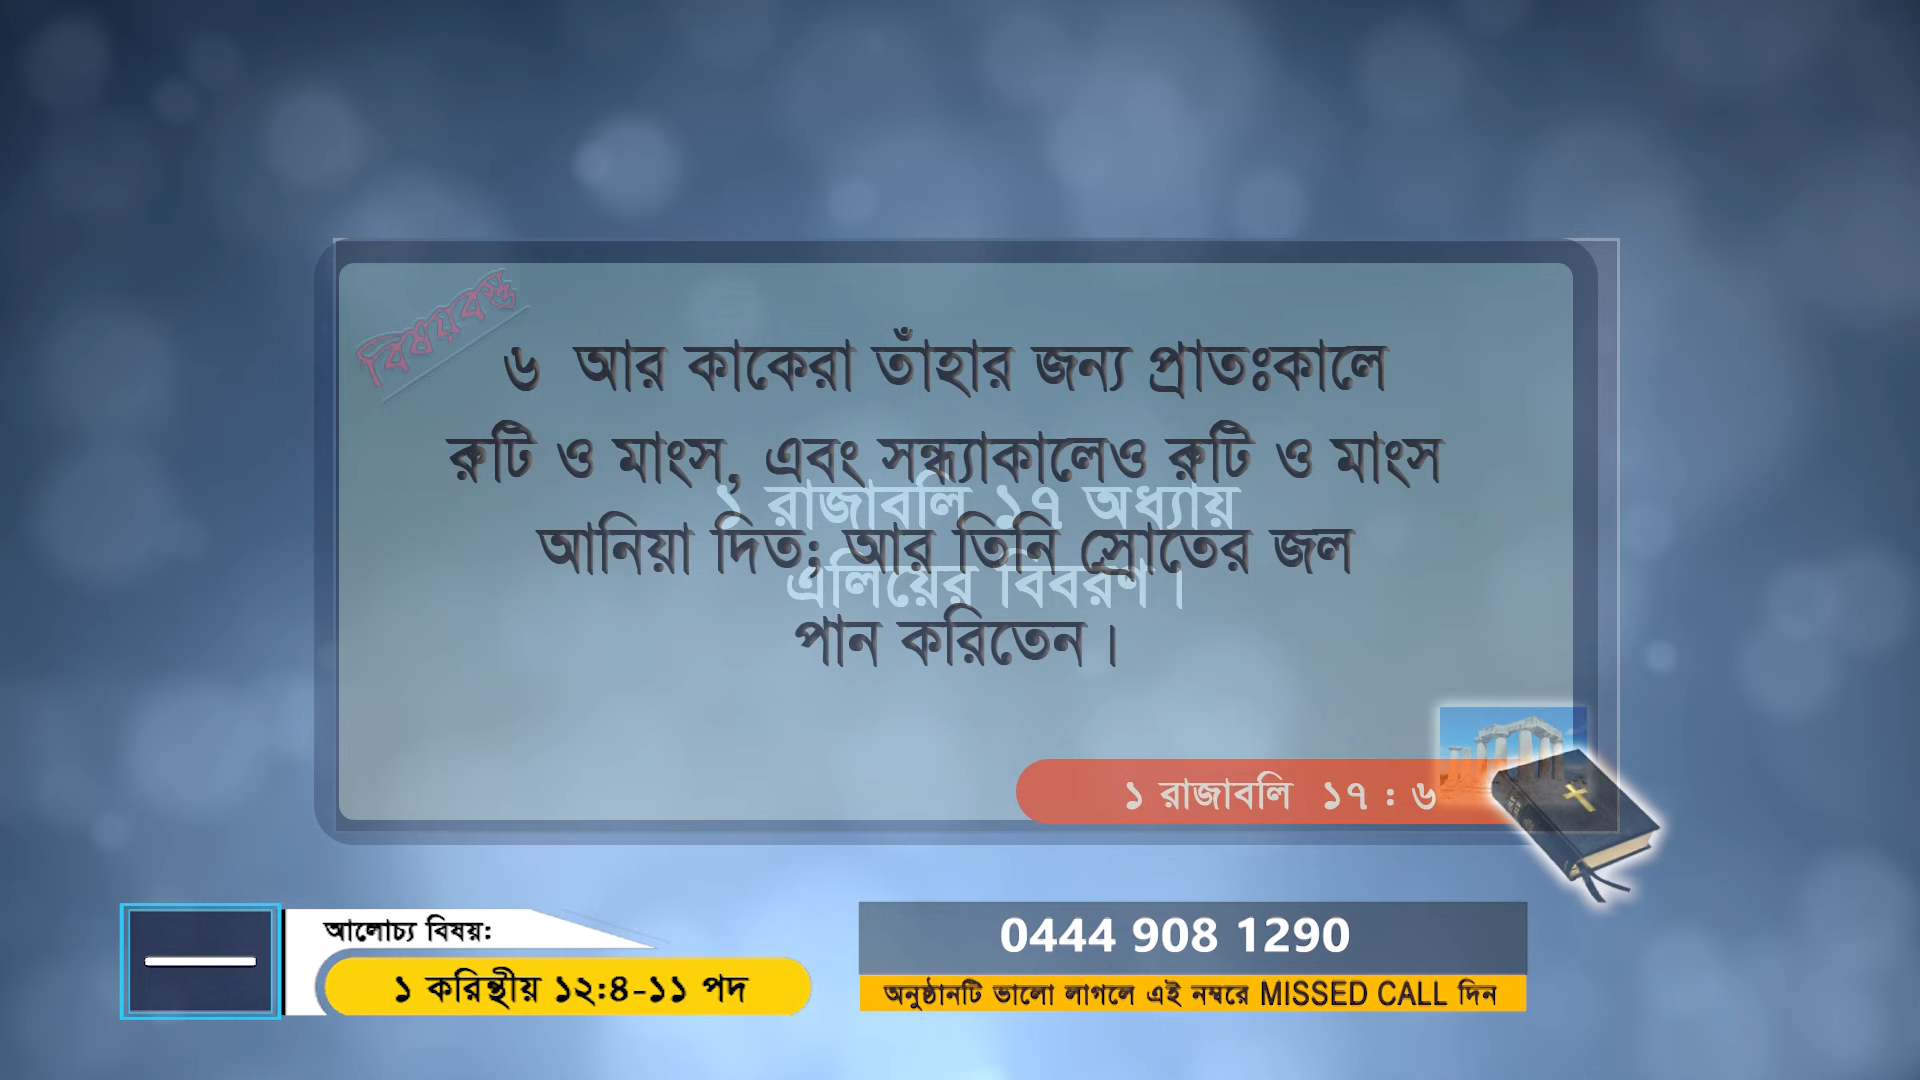 বিষয়বস্তু
৬ আর কাকেরা তাঁহার জন্য প্রাতঃকালে
রুটি ও মাংস, এবং সন্ধ্যাকালেও রুটি ও মাংস
১ রাজাবলি ১৭ অধ্যায়
আনিয়া দিত; আর তিনি স্রোতের জল
এলিয়ের বিবরণ।
পান করিতেন।
১ রাজাবলি ১৭ : ৬
আলোচ্য বিষয়:
১ করিন্থীয় ১২:৪-১১ পদ
0444 908 1290
অনুষ্ঠানটি ভালো লাগলে এই নম্বরে MISSED CALL দিন